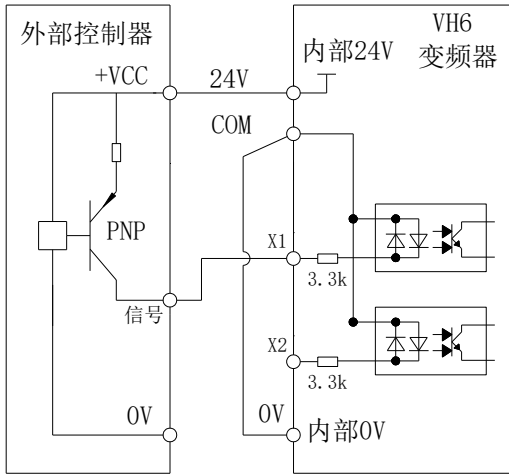 外部控制器
VH6
变频器
+VCC
24V
内部24V
COM
PNP
X1
3.3k
信号
X2
3.3k
0V
0V
内部0V